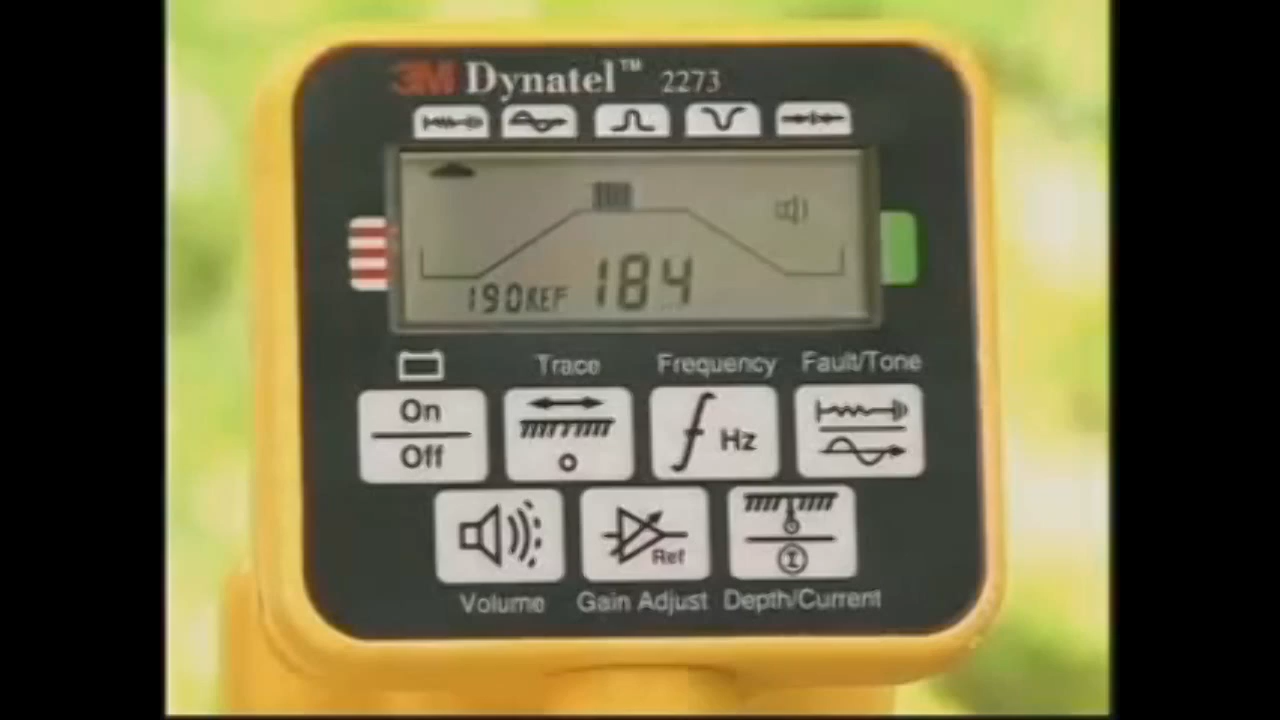 3M Dynatel™ 2273
190REF 184
Trace Frequency Fault/Tone
On
Off
Hz
Ref
I
Volume Gain Adjust Depth/Current